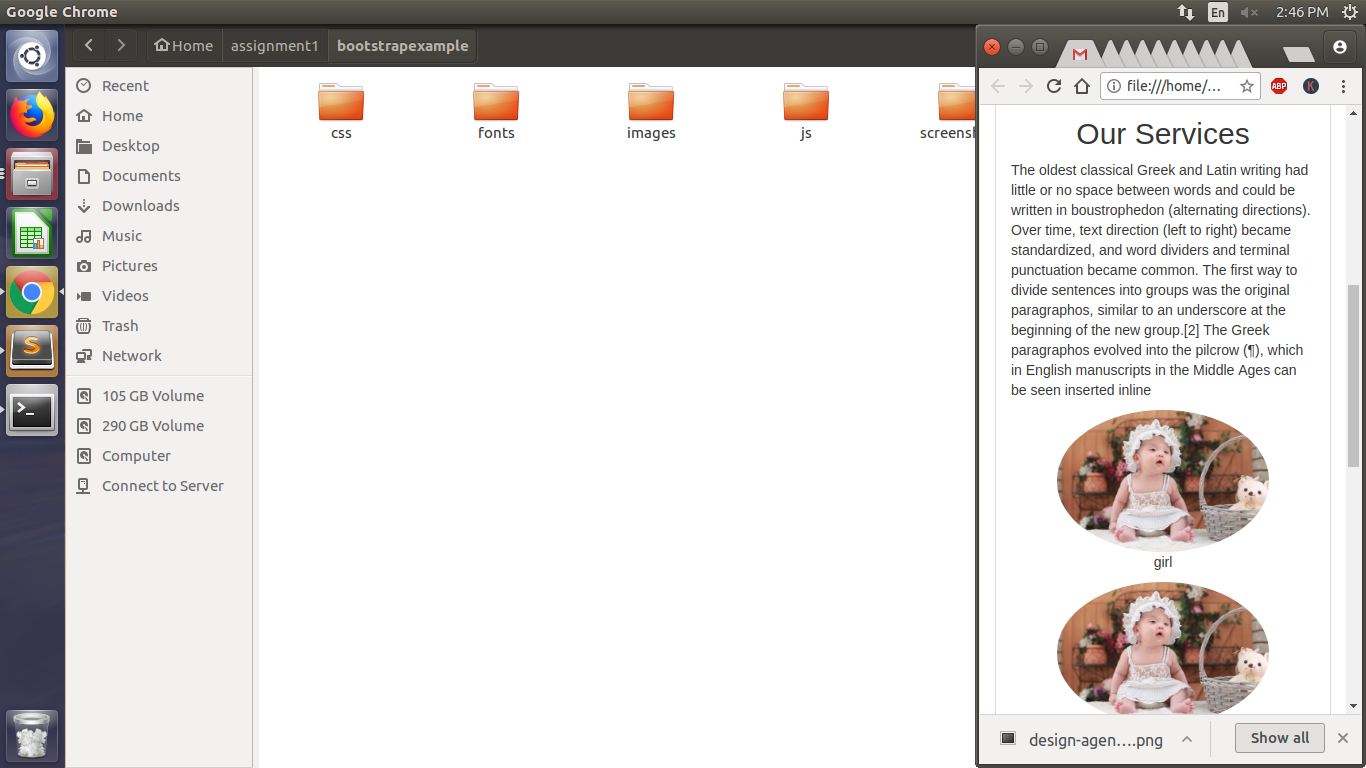 Google Chrome
En
2:46 PM
Home
assignment1
bootstrapexample
Recent
Home
Desktop
Documents
Downloads
Music
Pictures
Videos
Trash
Network
105 GB Volume
290 GB Volume
Computer
Connect to Server
css
fonts
images
js
screensh
file:///home/...
ABP
K
Our Services
The oldest classical Greek and Latin writing had
little or no space between words and could be
written in boustrophedon (alternating directions).
Over time, text direction (left to right) became
standardized, and word dividers and terminal
punctuation became common. The first way to
divide sentences into groups was the original
paragraphos, similar to an underscore at the
beginning of the new group.[2] The Greek
paragraphos evolved into the pilcrow (¶), which
in English manuscripts in the Middle Ages can
be seen inserted inline
girl
design-agen....png
Show all